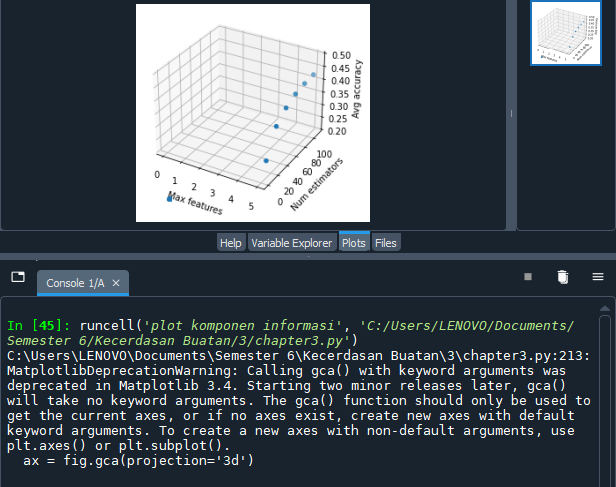 0.50
0.45
0.40
0.35
0.30
0.25
0.20
Avg accuracy
100
80
60
40
20
0
Num estimators
0
1
2
3
4
5
Max features
Help Variable Explorer Plots Files
Console 1/A ×
In [45]: runcell('plot komponen informasi', 'C:/Users/LENOVO/Documents/
Semester 6/Kecerdasan Buatan/3/chapter3.py')
C:\Users\LENOVO\Documents\Semester 6\Kecerdasan Buatan\3\chapter3.py:213:
MatplotlibDeprecationWarning: Calling gca() with keyword arguments was
deprecated in Matplotlib 3.4. Starting two minor releases later, gca()
will take no keyword arguments. The gca() function should only be used to
get the current axes, or if no axes exist, create new axes with default
keyword arguments. To create a new axes with non-default arguments, use
plt.axes() or plt.subplot().
ax = fig.gca(projection='3d')